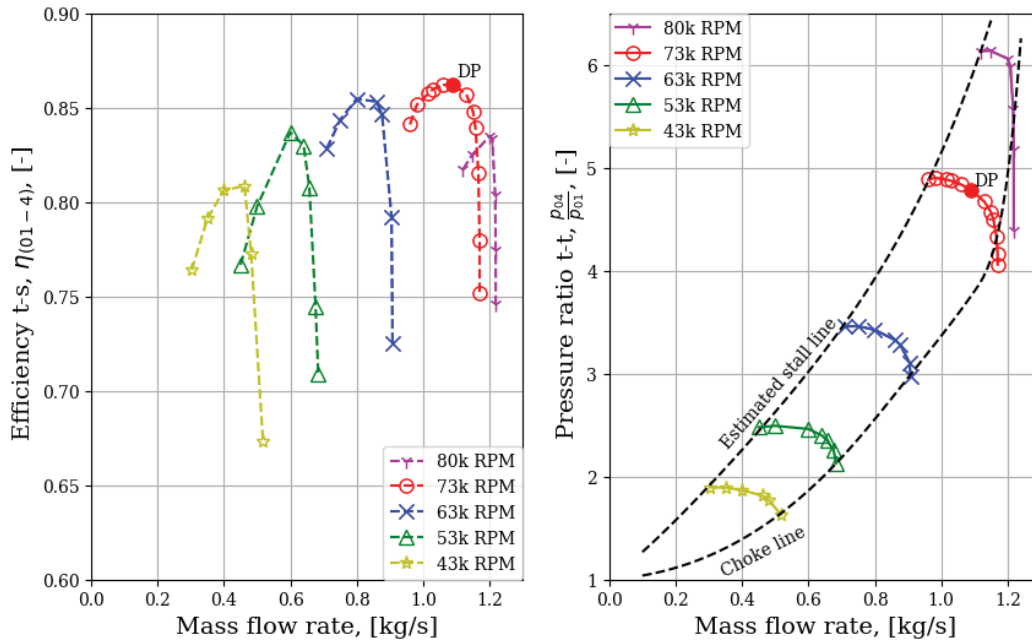 Efficiency t-s, η(01 − 4), [-]
0.90
0.85
0.80
0.75
0.70
0.65
0.60
0.0 0.2 0.4 0.6 0.8 1.0 1.2
Mass flow rate, [kg/s]
DP
80k RPM
73k RPM
63k RPM
53k RPM
43k RPM
Pressure ratio t-t, p04/p01, [-]
6
5
4
3
2
1
0.0 0.2 0.4 0.6 0.8 1.0 1.2
Mass flow rate, [kg/s]
80k RPM
73k RPM
63k RPM
53k RPM
43k RPM
DP
Estimated stall line
Choke line